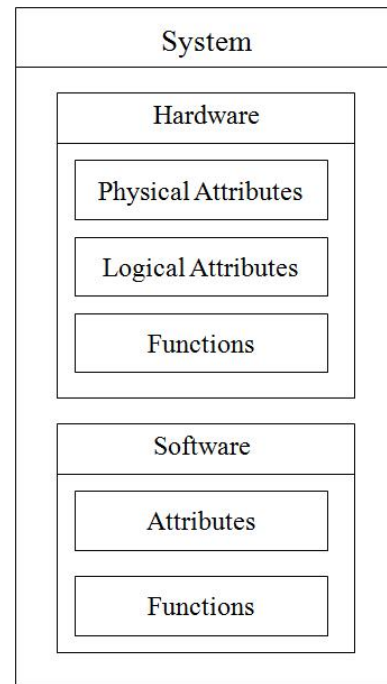 System
Hardware
Physical Attributes
Logical Attributes
Functions
Software
Attributes
Functions